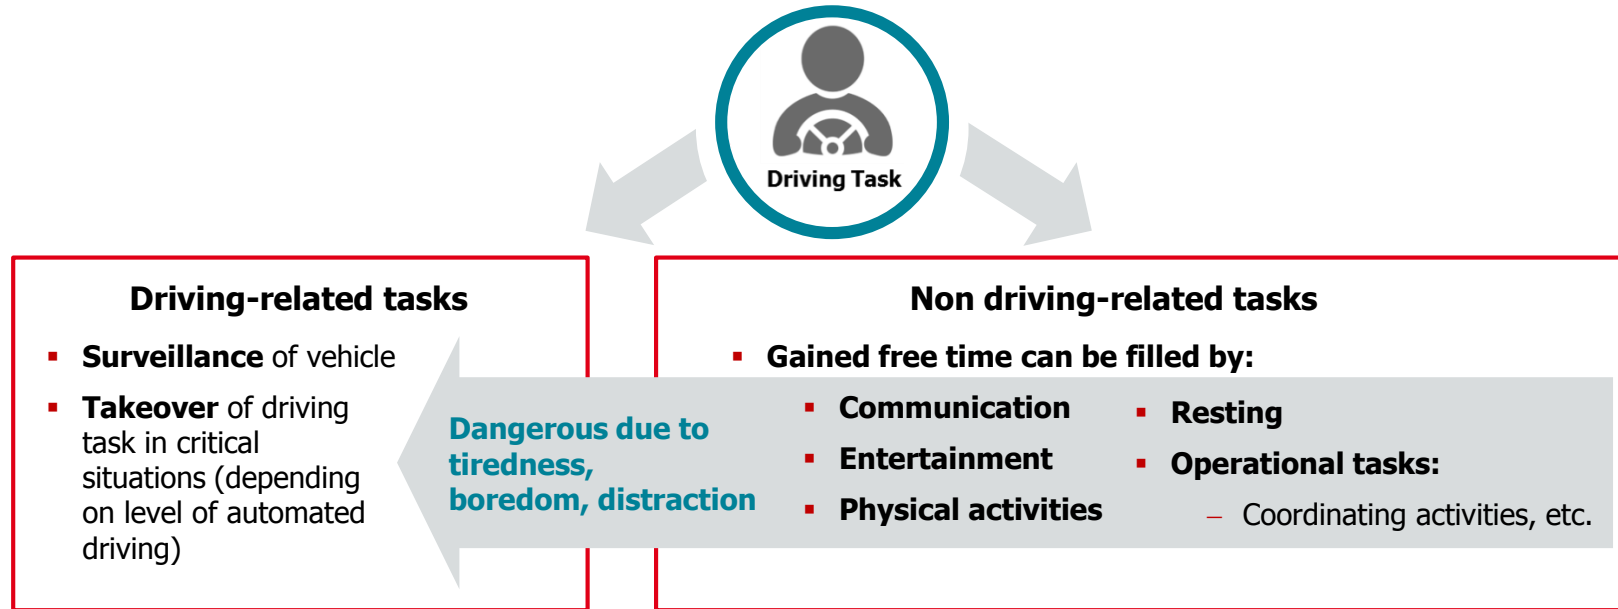 Driving Task
Driving-related tasks
▪ Surveillance of vehicle
▪ Takeover of driving
task in critical
situations (depending
on level of automated
driving)
Dangerous due to
tiredness,
boredom, distraction
Non driving-related tasks
▪ Gained free time can be filled by:
▪ Communication
▪ Entertainment
▪ Physical activities
▪ Resting
▪ Operational tasks:
– Coordinating activities, etc.